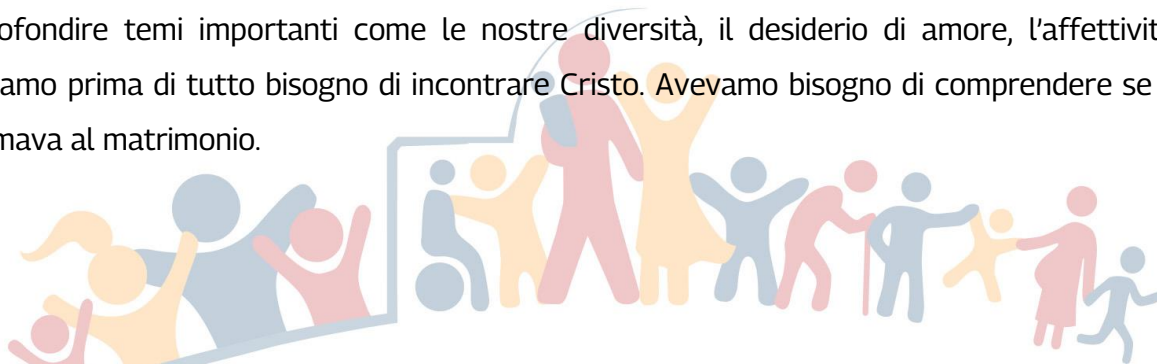 ofondire temi importanti come le nostre diversità, il desiderio di amore, l'affettivit
amo prima di tutto bisogno di incontrare Cristo. Avevamo bisogno di comprendere se
mava al matrimonio.